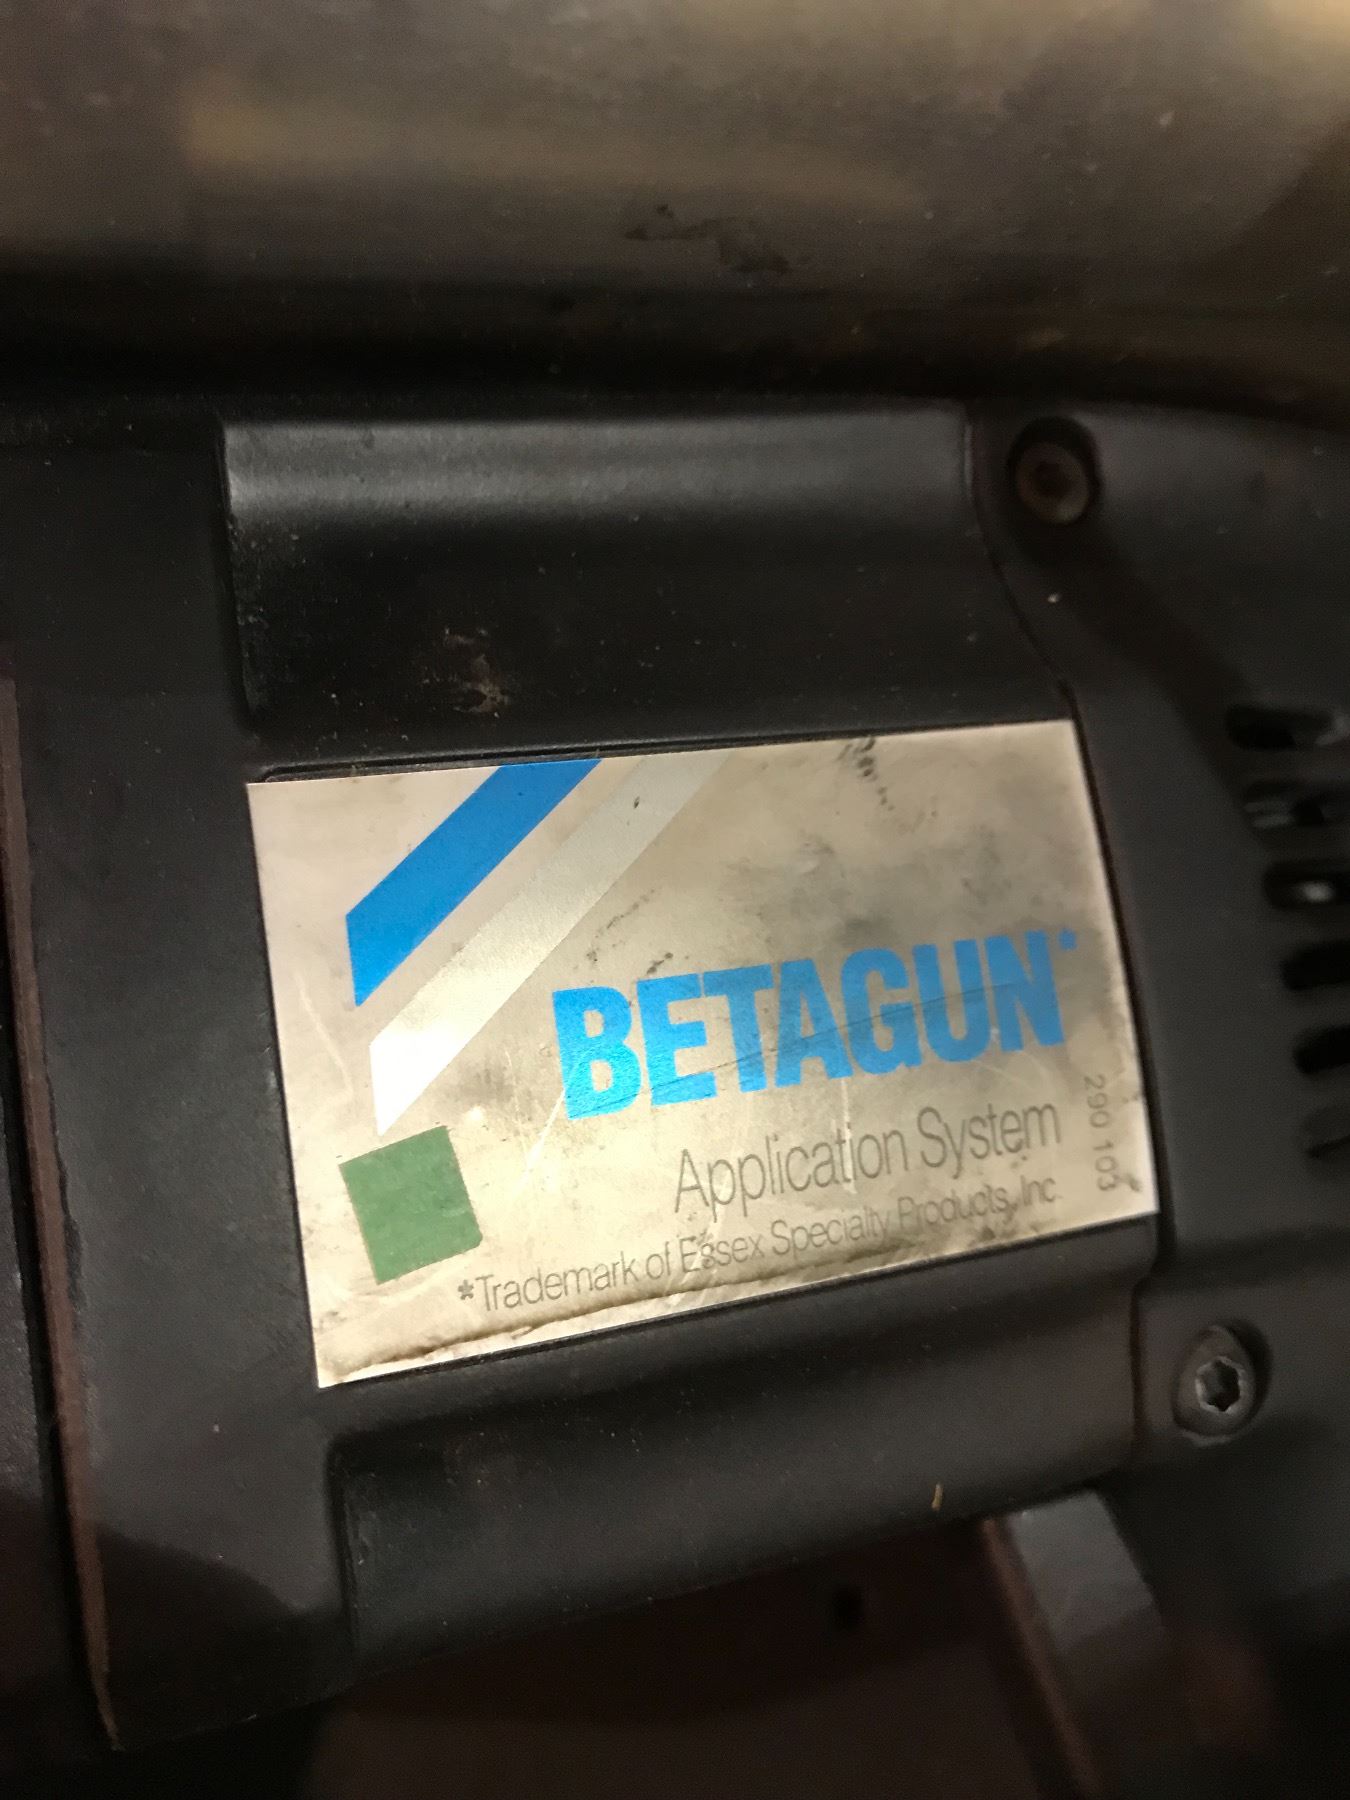 BETAGUN*
Application System
*Trademark of Essex Specialty Products, Inc.
290 103